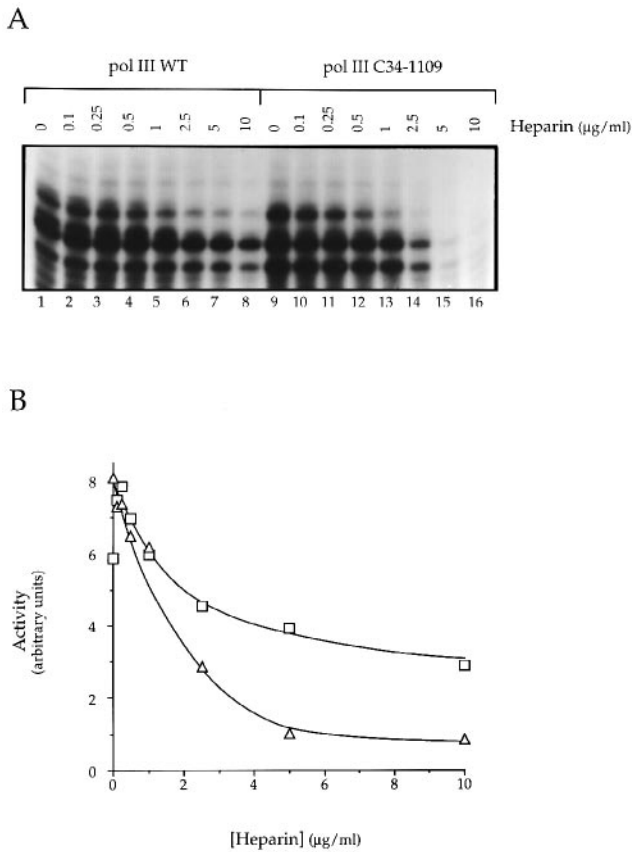 A
pol III WT pol III C34-1109
0 0.1 0.25 0.5 1 2.5 5 10 0 0.1 0.25 0.5 1 2.5 5 10 Heparin (µg/ml)
1 2 3 4 5 6 7 8 9 10 11 12 13 14 15 16
B
8
6
4
2
0
Activity
(arbitrary units)
0 2 4 6 8 10
[Heparin] (µg/ml)